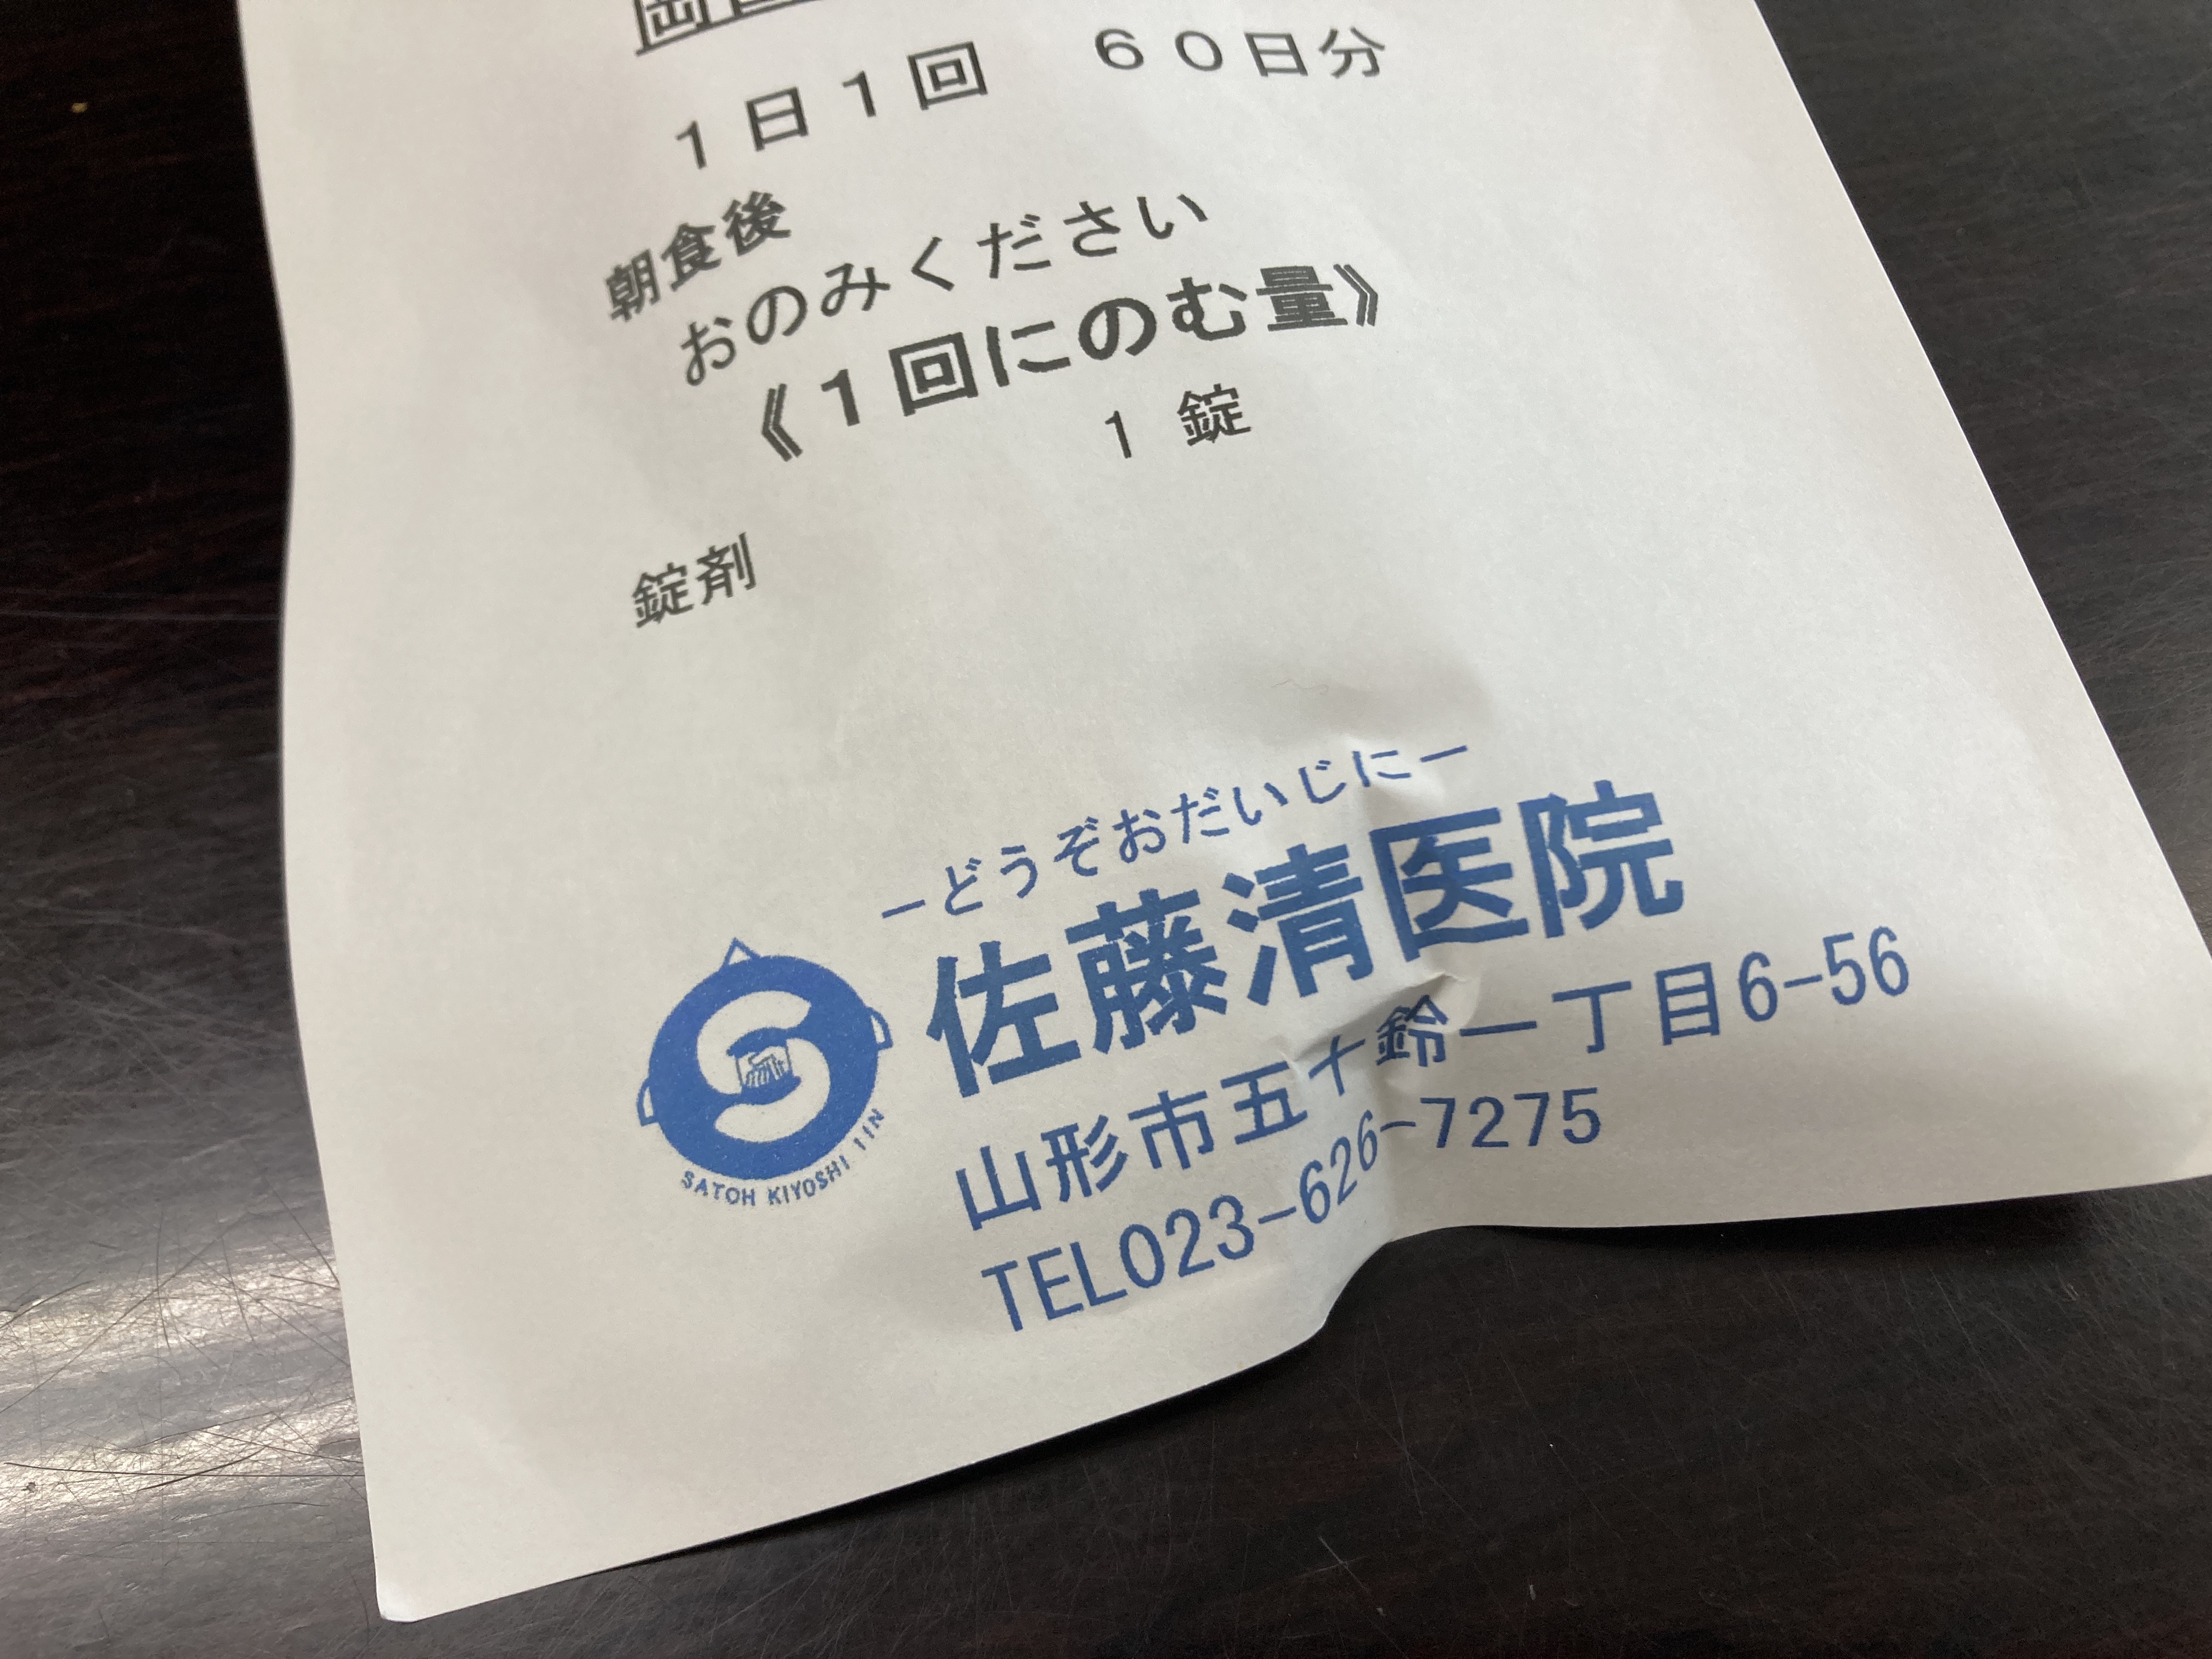 1日1回　60日分
朝食後
おのみください
《1回にのむ量》
1 錠
錠剤
―どうぞおだいじに―
佐藤清医院
山形市五十鈴一丁目6-56
TEL023-626-7275
SATOH KIYOSHI IIN